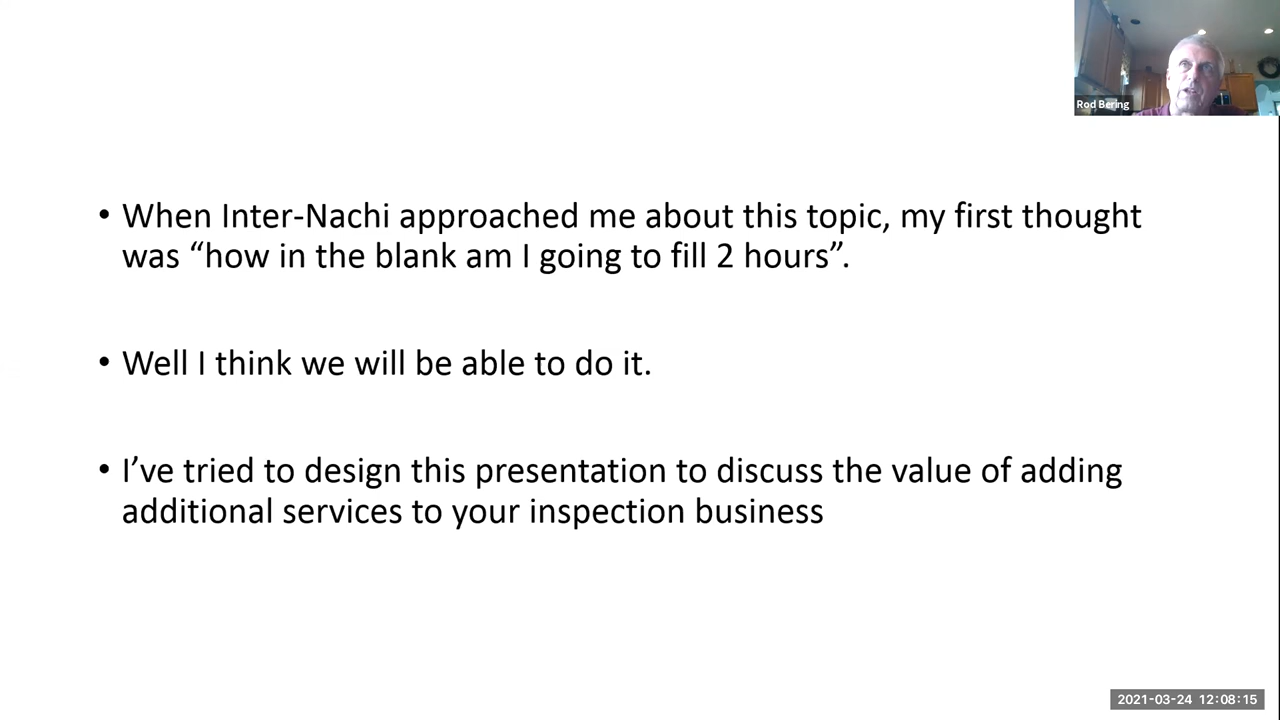 Rod Bering
• When Inter-Nachi approached me about this topic, my first thought
was “how in the blank am I going to fill 2 hours”.
• Well I think we will be able to do it.
• I’ve tried to design this presentation to discuss the value of adding
additional services to your inspection business
2021-03-24 12:08:15